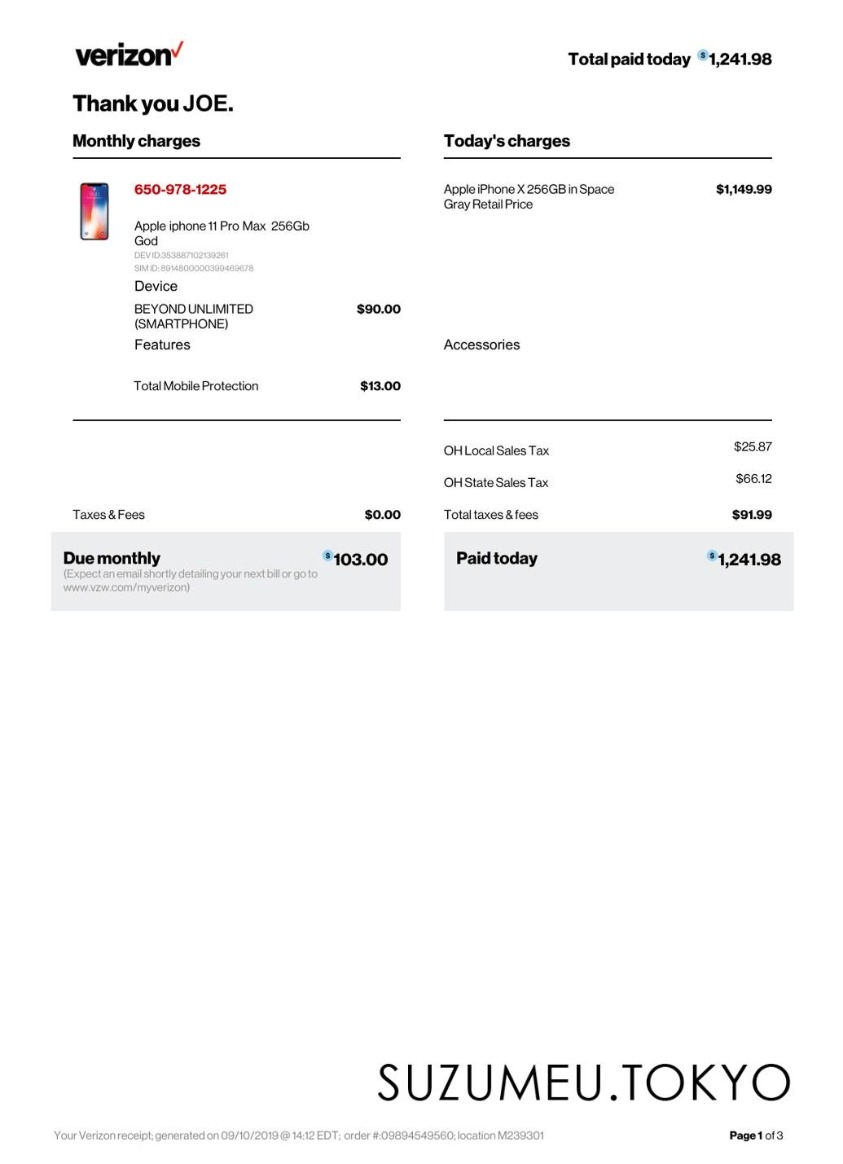 verizon
Total paid today $1,241.98
Thank you JOE.
Monthly charges
650-978-1225
Apple iphone 11 Pro Max 256Gb
God
DEV ID:353887102139261
SIM ID: 8914800000399469678
Device
BEYOND UNLIMITED
(SMARTPHONE)
$90.00
Features
Total Mobile Protection $13.00
Taxes & Fees $0.00
Due monthly $103.00
(Expect an email shortly detailing your next bill or go to
www.vzw.com/myverizon)
Today's charges
Apple iPhone X 256GB in Space
Gray Retail Price
$1,149.99
Accessories
OH Local Sales Tax $25.87
OH State Sales Tax $66.12
Total taxes & fees $91.99
Paid today $1,241.98
SUZUMEU.TOKYO
Your Verizon receipt; generated on 09/10/2019 @ 14:12 EDT; order #:09894549560; location M239301
Page 1 of 3